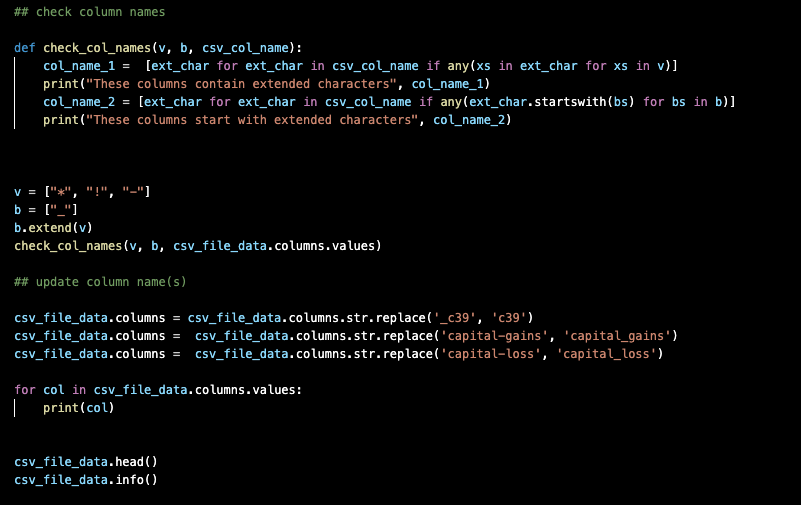 ## check column names
def check_col_names(v, b, csv_col_name):
    col_name_1 =  [ext_char for ext_char in csv_col_name if any(xs in ext_char for xs in v)]
    print("These columns contain extended characters", col_name_1)
    col_name_2 = [ext_char for ext_char in csv_col_name if any(ext_char.startswith(bs) for bs in b)]
    print("These columns start with extended characters", col_name_2)
v = ["*", "!", "-"]
b = ["_"]
b.extend(v)
check_col_names(v, b, csv_file_data.columns.values)
## update column name(s)
csv_file_data.columns = csv_file_data.columns.str.replace('_c39', 'c39')
csv_file_data.columns =  csv_file_data.columns.str.replace('capital-gains', 'capital_gains')
csv_file_data.columns =  csv_file_data.columns.str.replace('capital-loss', 'capital_loss')
for col in csv_file_data.columns.values:
    print(col)
csv_file_data.head()
csv_file_data.info()